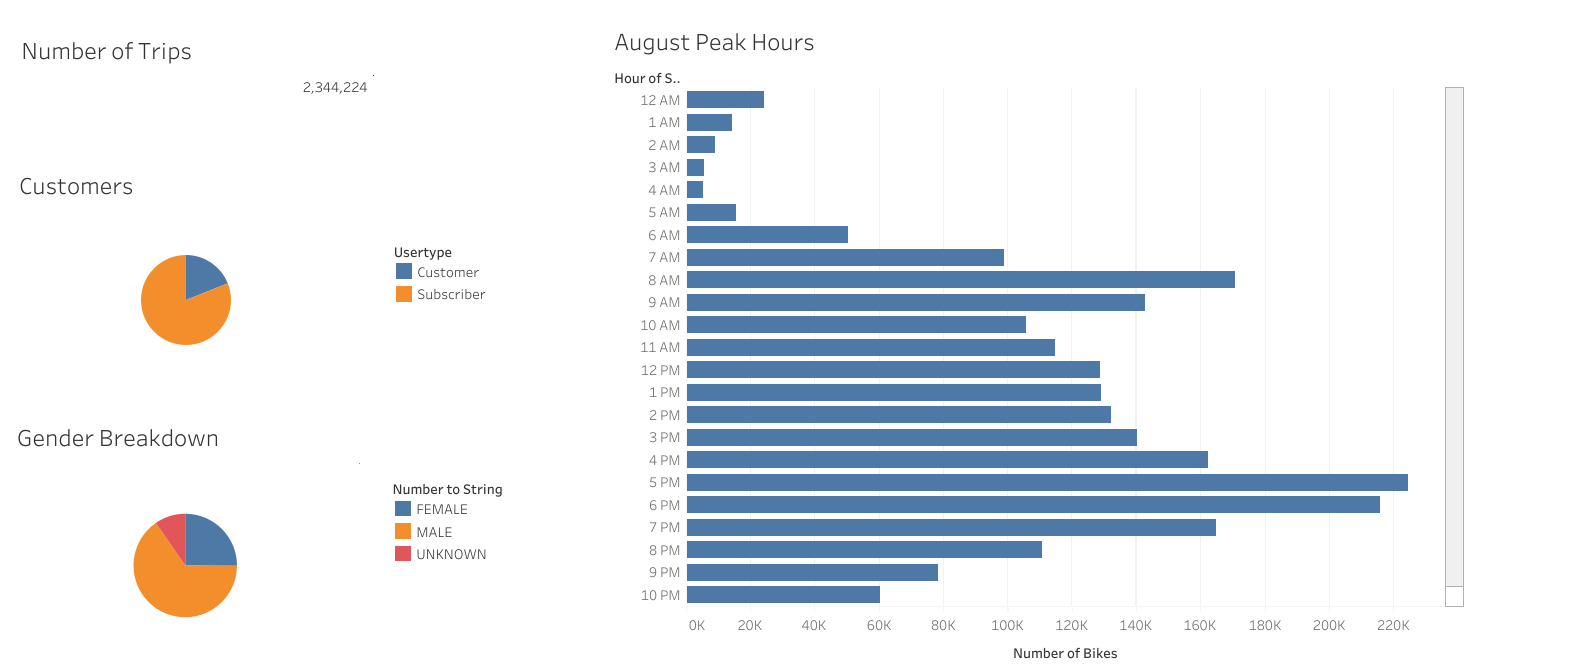 Number of Trips
2,344,224
Customers
Usertype
Customer
Subscriber
Gender Breakdown
Number to String
FEMALE
MALE
UNKNOWN
August Peak Hours
Hour of S..
12 AM
1 AM
2 AM
3 AM
4 AM
5 AM
6 AM
7 AM
8 AM
9 AM
10 AM
11 AM
12 PM
1 PM
2 PM
3 PM
4 PM
5 PM
6 PM
7 PM
8 PM
9 PM
10 PM
0K 20K 40K 60K 80K 100K 120K 140K 160K 180K 200K 220K
Number of Bikes